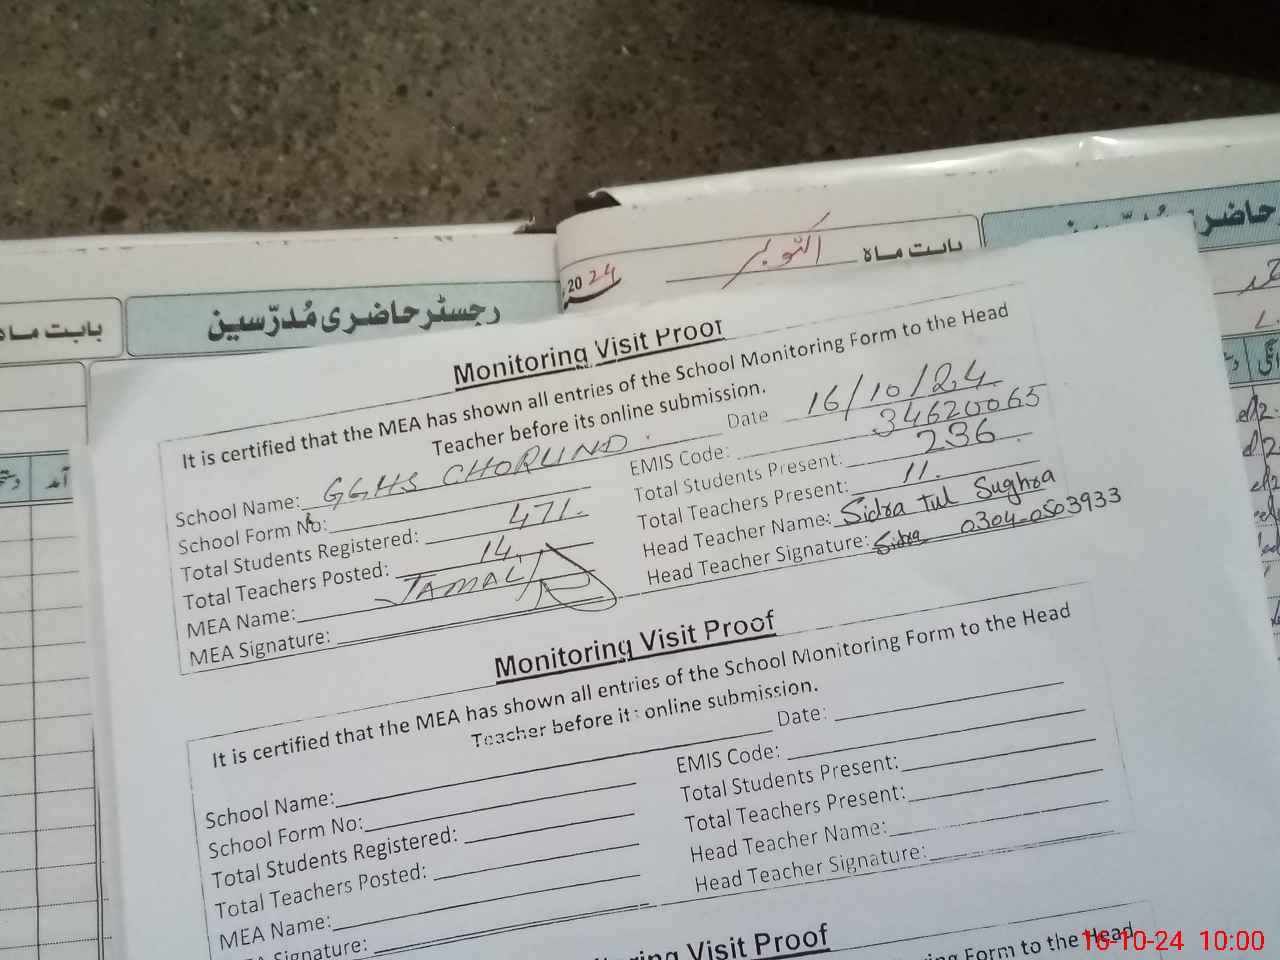 بابت ماہ
رجسٹر حاضری مُدرّسین
2024
اکتوبر
بابت ماہ
حاضری
آمد
Monitoring Visit Proof
It is certified that the MEA has shown all entries of the School Monitoring Form to the Head
Teacher before its online submission.
School Name: GGHS CHORUND.
Date 16/10/24
School Form No:
EMIS Code: 34620065
Total Students Registered: 471.
Total Students Present: 236.
Total Teachers Posted: 14.
Total Teachers Present: 11.
MEA Name: JAMAL
Head Teacher Name: Sidra tul Sughra
MEA Signature:
Head Teacher Signature: Sidra 0304-0503933
Monitoring Visit Proof
It is certified that the MEA has shown all entries of the School Monitoring Form to the Head
Teacher before it: online submission.
School Name:
Date:
School Form No:
EMIS Code:
Total Students Registered:
Total Students Present:
Total Teachers Posted:
Total Teachers Present:
MEA Name:
Head Teacher Name:
Signature:
Head Teacher Signature:
ring Visit Proof
ing Form to the Head
16-10-24 10:00